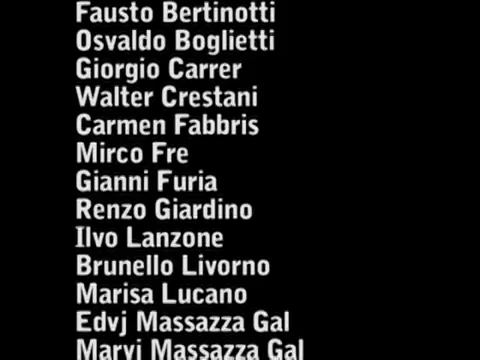 Fausto Bertinotti
Osvaldo Boglietti
Giorgio Carrer
Walter Crestani
Carmen Fabbris
Mirco Fre
Gianni Furia
Renzo Giardino
Ilvo Lanzone
Brunello Livorno
Marisa Lucano
Edvj Massazza Gal
Marvi Massazza Gal